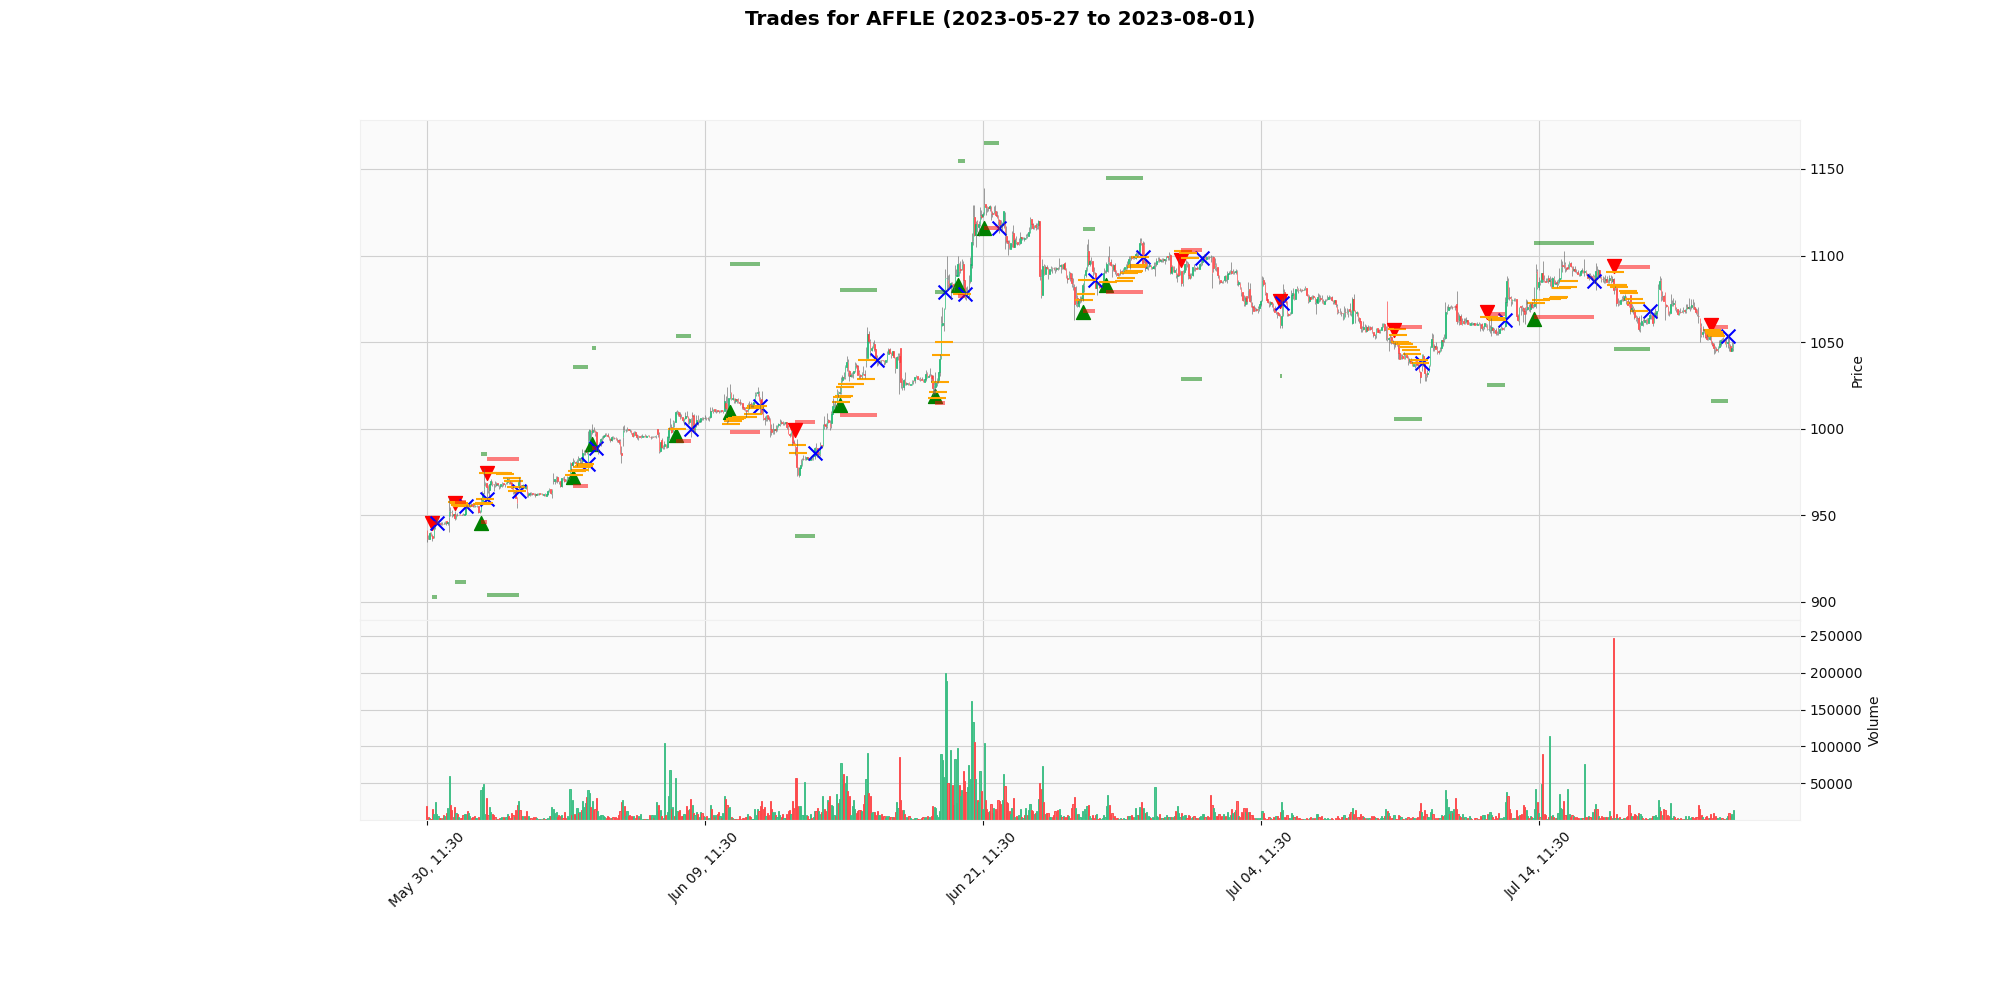 Trades for AFFLE (2023-05-27 to 2023-08-01)
1150
1100
1050
1000
950
900
Price
250000
200000
150000
100000
50000
Volume
May 30, 11:30
Jun 09, 11:30
Jun 21, 11:30
Jul 04, 11:30
Jul 14, 11:30